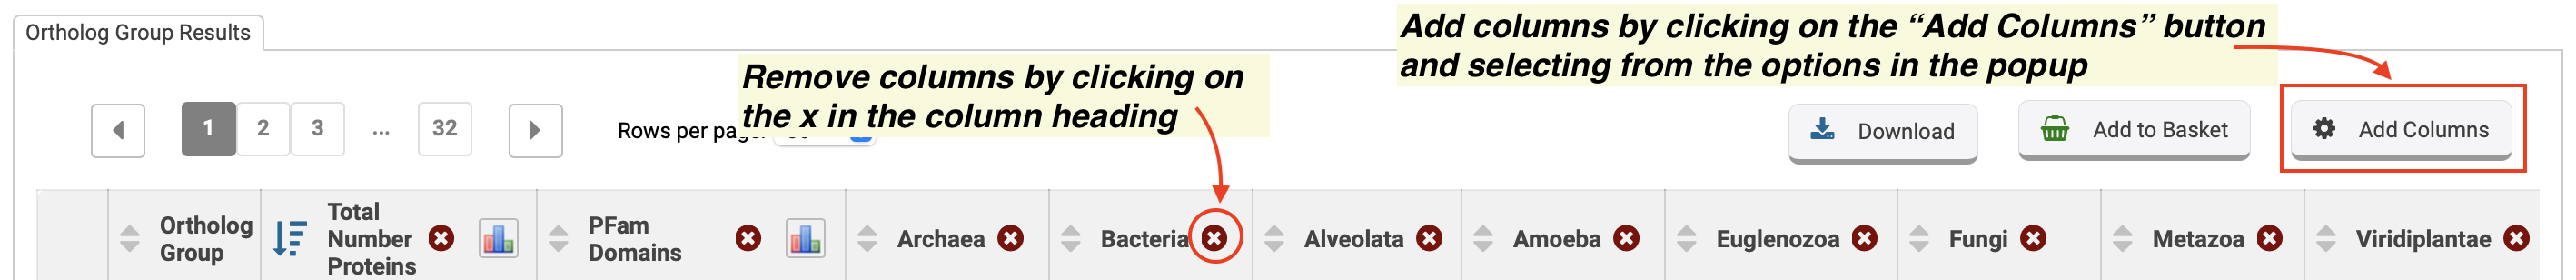 Ortholog Group Results
Add columns by clicking on the “Add Columns” button
and selecting from the options in the popup
Remove columns by clicking on
the x in the column heading
1 2 3 ... 32
Rows per page:
Download
Add to Basket
Add Columns
Ortholog
Group
Total
Number
Proteins
PFam
Domains
Archaea
Bacteria
Alveolata
Amoeba
Euglenozoa
Fungi
Metazoa
Viridiplantae